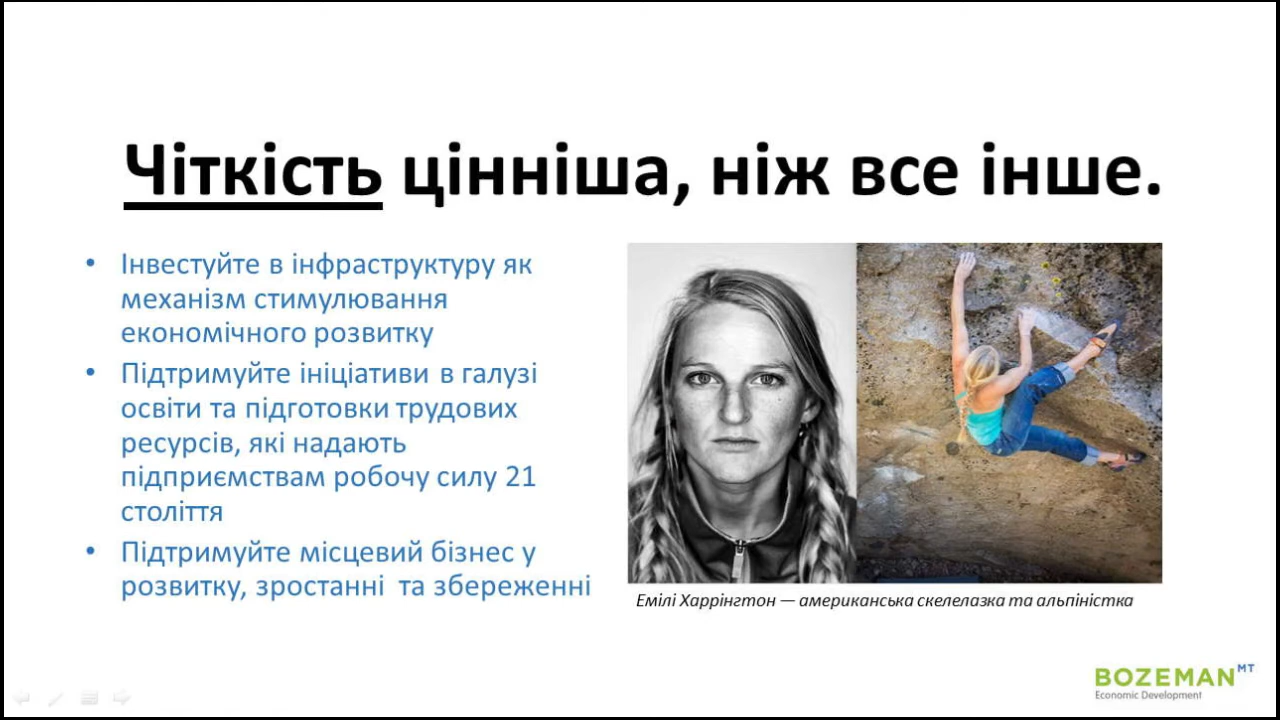 Чіткість цінніша, ніж все інше.
• Інвестуйте в інфраструктуру як
механізм стимулювання
економічного розвитку
• Підтримуйте ініціативи в галузі
освіти та підготовки трудових
ресурсів, які надають
підприємствам робочу силу 21
століття
• Підтримуйте місцевий бізнес у
розвитку, зростанні та збереженні
Емілі Харрінгтон — американська скелелазка та альпіністка
BOZEMAN MT
Economic Development